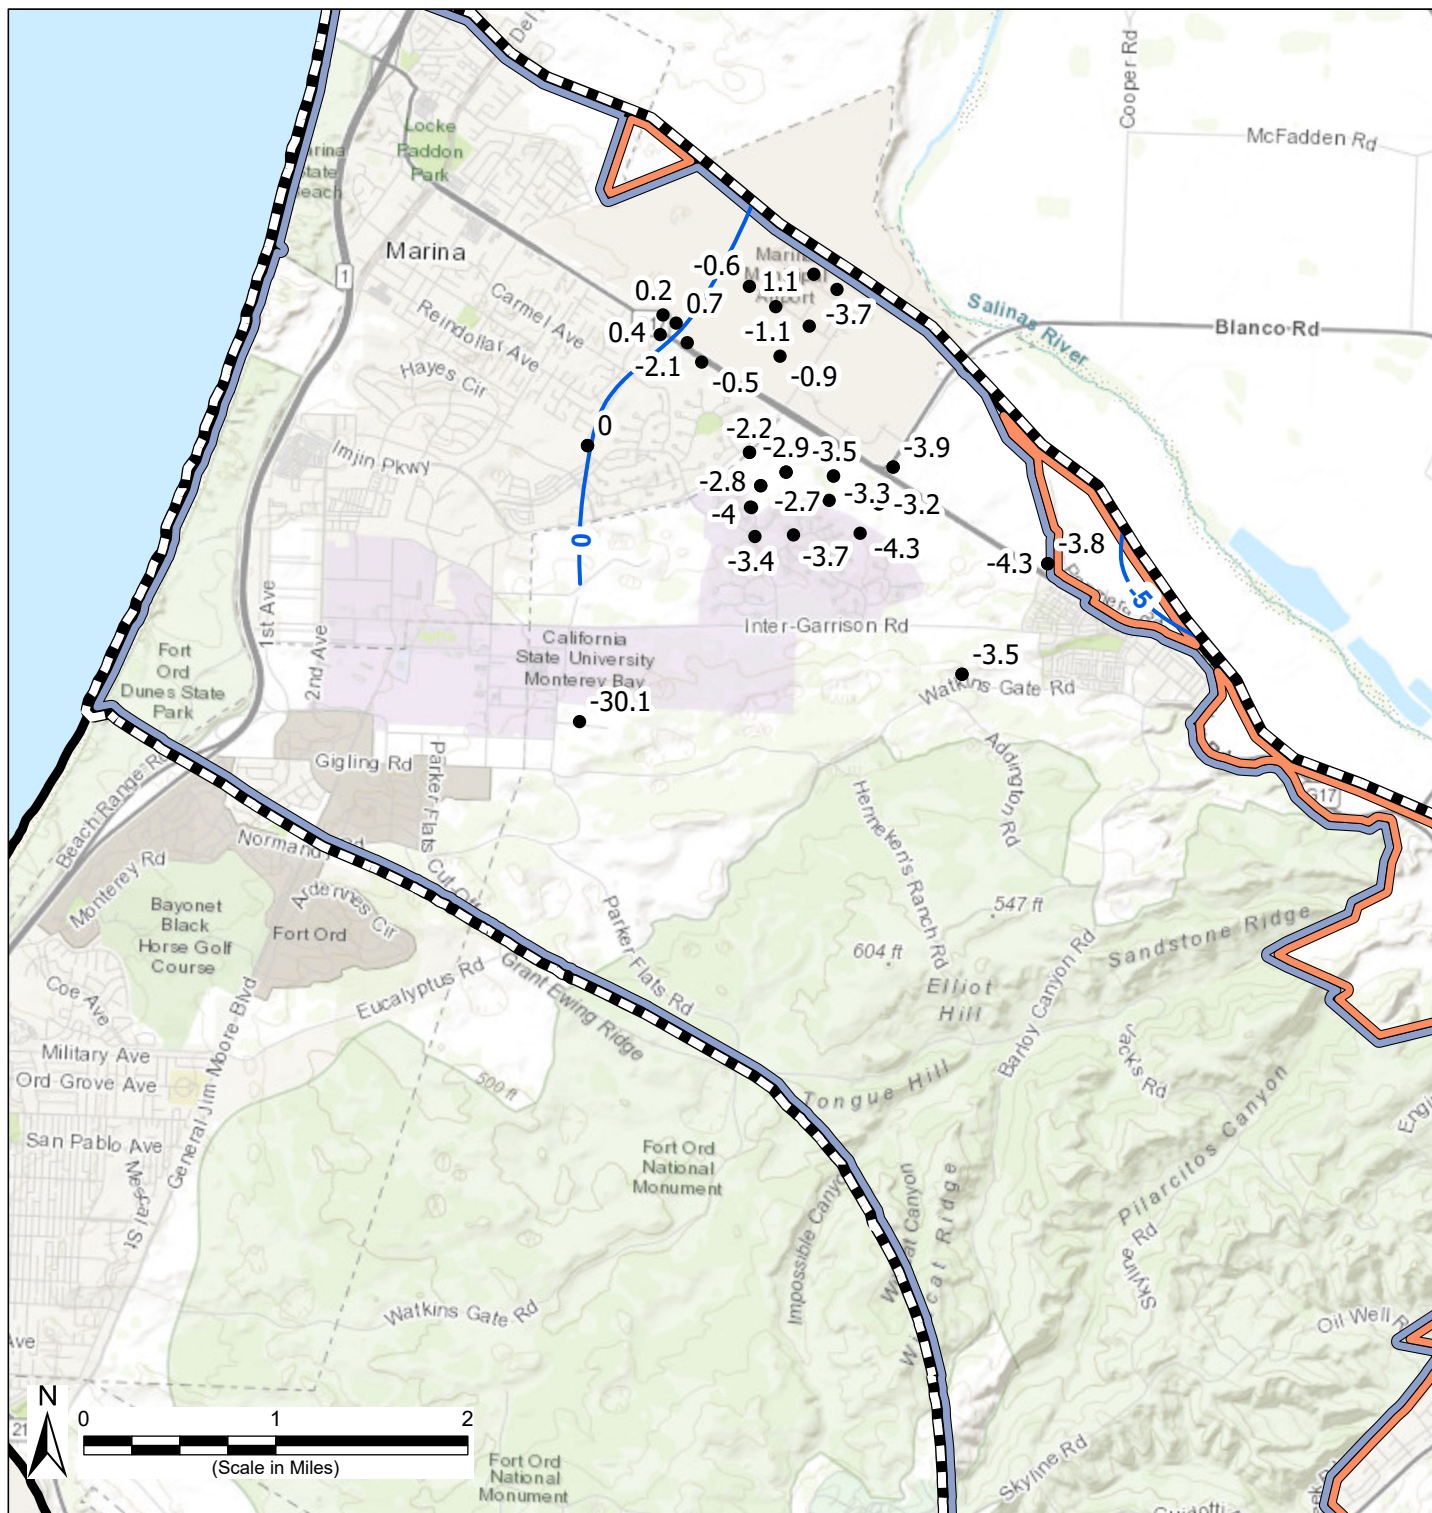 Cooper Rd
McFadden Rd
Locke
Paddon
Park
Marina
1
Carmel Ave
Reindollar Ave
Hayes Cir
Imjin Pkwy
Salinas River
Blanco Rd
-0.6
1.1
0.2
0.7
-3.7
0.4
-1.1
-2.1
-0.5
-0.9
0
-2.2
-2.9
-3.5
-3.9
-2.8
-2.7
-3.3
-3.2
-4
-3.4
-3.7
-4.3
0
-4.3
-3.8
-5
1st Ave
2nd Ave
Inter-Garrison Rd
California
State University
Monterey Bay
Fort
Ord
Dunes State
Park
-3.5
Watkins Gate Rd
-30.1
Gigling Rd
Parker Flats Cut-Off
Addington Rd
G17
Beach Range Rd
Normandy Rd
Monterey Rd
Ardennes Cir
Henneken's Ranch Rd
Bayonet
Black
Horse Golf
Course
Fort Ord
Parker Flats Rd
547 ft
604 ft
Sandstone Ridge
Barloy Canyon Rd
Elliot
Hill
Coe Ave
Eucalyptus Rd
Grant Ewing Ridge
General Jim Moore Blvd
Military Ave
Ord Grove Ave
500 ft
Jack's Rd
Tongue Hill
San Pablo Ave
Mescal St
Fort Ord
National
Monument
Pilarcitos Canyon
Impossible Canyon
Skyline Rd
Watkins Gate Rd
Oil Well R
Ave
N
0 1 2
(Scale in Miles)
21
Fort Ord
National
Monument
Skyline Rd